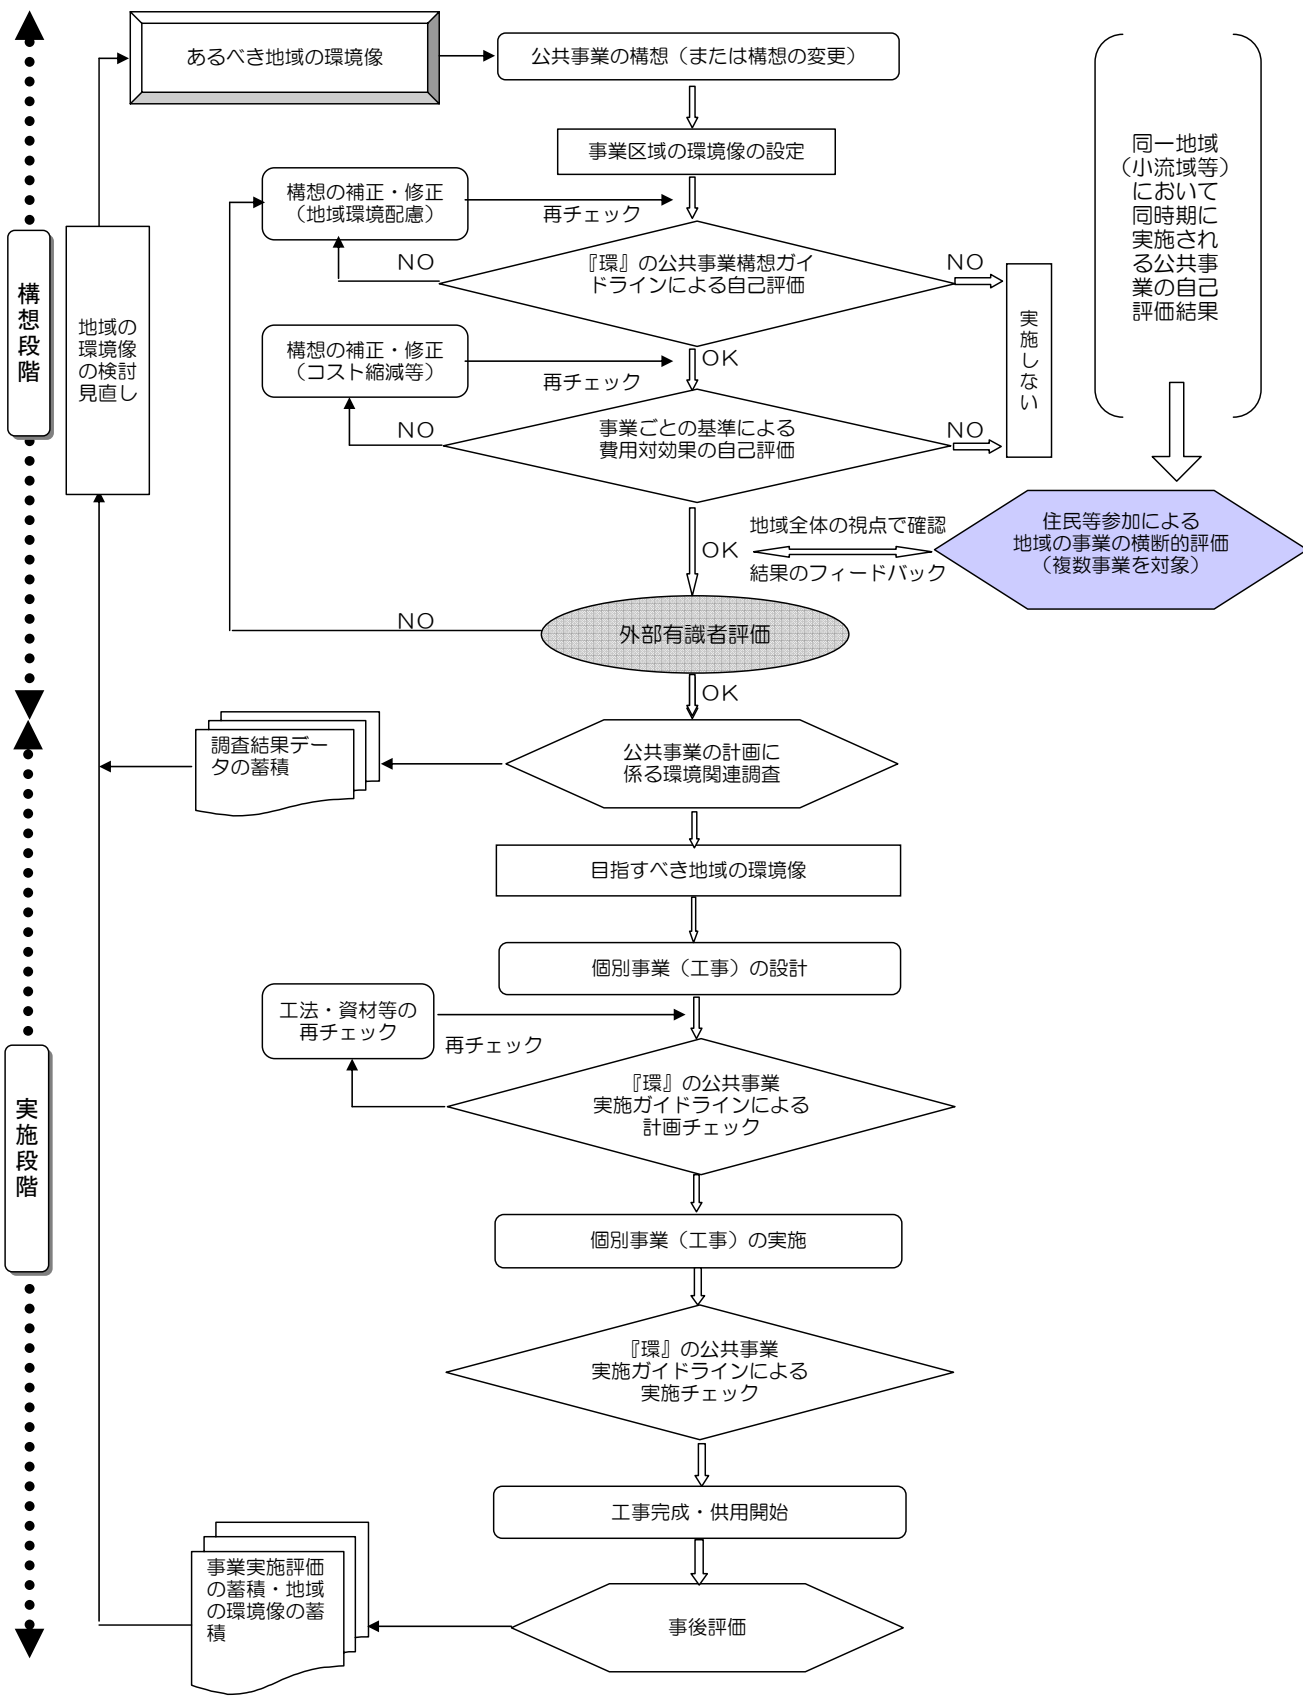 あるべき地域の環境像
公共事業の構想（または構想の変更）
事業区域の環境像の設定
構想の補正・修正
（地域環境配慮）
再チェック
NO
『環』の公共事業構想ガイ
ドラインによる自己評価
NO
実施しない
構想段階
地域の
環境像
の検討
見直し
構想の補正・修正
（コスト縮減等）
再チェック
OK
NO
事業ごとの基準による
費用対効果の自己評価
NO
同一地域
（小流域等）
において
同時期に
実施され
る公共事
業の自己
評価結果
OK
地域全体の視点で確認
結果のフィードバック
住民等参加による
地域の事業の横断的評価
（複数事業を対象）
NO
外部有識者評価
OK
調査結果デー
タの蓄積
公共事業の計画に
係る環境関連調査
目指すべき地域の環境像
個別事業（工事）の設計
工法・資材等の
再チェック
再チェック
『環』の公共事業
実施ガイドラインによる
計画チェック
実施段階
個別事業（工事）の実施
『環』の公共事業
実施ガイドラインによる
実施チェック
工事完成・供用開始
事業実施評価
の蓄積・地域
の環境像の蓄
積
事後評価